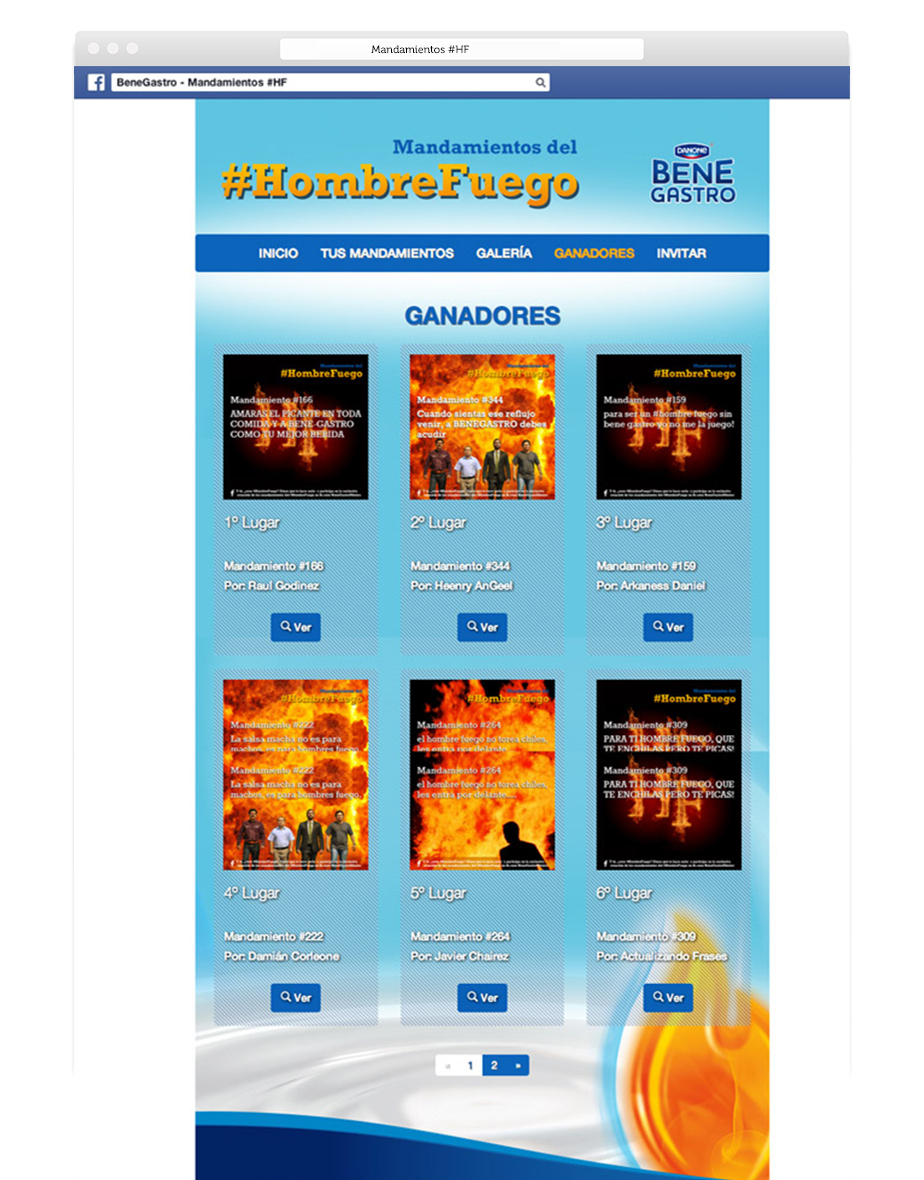 Mandamientos #HF
BeneGastro - Mandamientos #HF
Mandamientos del
#HombreFuego
DANONE
BENE
GASTRO
INICIO TUS MANDAMIENTOS GALERÍA GANADORES INVITAR
GANADORES
Mandamientos del
#HombreFuego
Mandamiento #166
AMARAS EL PICANTE EN TODA
COMIDA Y A BENE-GASTRO
COMO TU MEJOR BEBIDA
1º Lugar
Mandamiento #166
Por: Raul Godinez
Ver
#HombreFuego
Mandamiento #344
Cuando sientas ese reflujo
venir, a BENEGASTRO debes
acudir
2º Lugar
Mandamiento #344
Por: Heenry AnGeel
Ver
Mandamientos del
#HombreFuego
Mandamiento #159
para ser un #hombre fuego sin
bene gastro yo no me la juego!
3º Lugar
Mandamiento #159
Por: Arkaness Daniel
Ver
#HombreFuego
Mandamiento #222
La salsa macha no es para
machos, es para hombres fuego.
Mandamiento #222
La salsa macha no es para
machos, es para hombres fuego.
4º Lugar
Mandamiento #222
Por: Damián Corleone
Ver
#HombreFuego
Mandamiento #264
el hombre fuego no torea chiles,
les entra por delante
Mandamiento #264
el hombre fuego no torea chiles,
les entra por delante....
5º Lugar
Mandamiento #264
Por: Javier Chairez
Ver
Mandamientos del
#HombreFuego
Mandamiento #309
PARA TI HOMBRE FUEGO, QUE
TE ENCHILAS PERO TE PICAS!
Mandamiento #309
PARA TI HOMBRE FUEGO, QUE
TE ENCHILAS PERO TE PICAS!
6º Lugar
Mandamiento #309
Por: Actualizando Frases
Ver
« 1 2 »